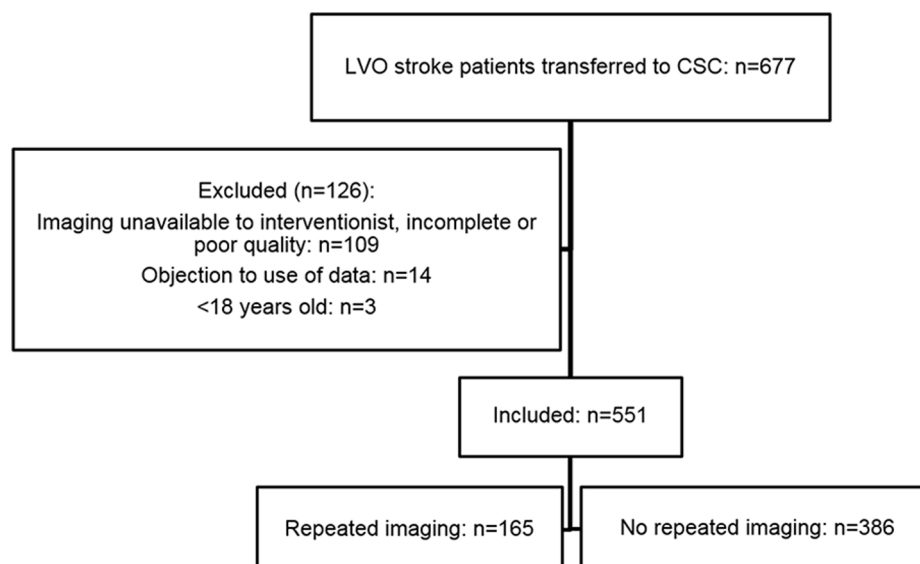 LVO stroke patients transferred to CSC: n=677
Excluded (n=126):
Imaging unavailable to interventionist, incomplete or
poor quality: n=109
Objection to use of data: n=14
<18 years old: n=3
Included: n=551
Repeated imaging: n=165
No repeated imaging: n=386